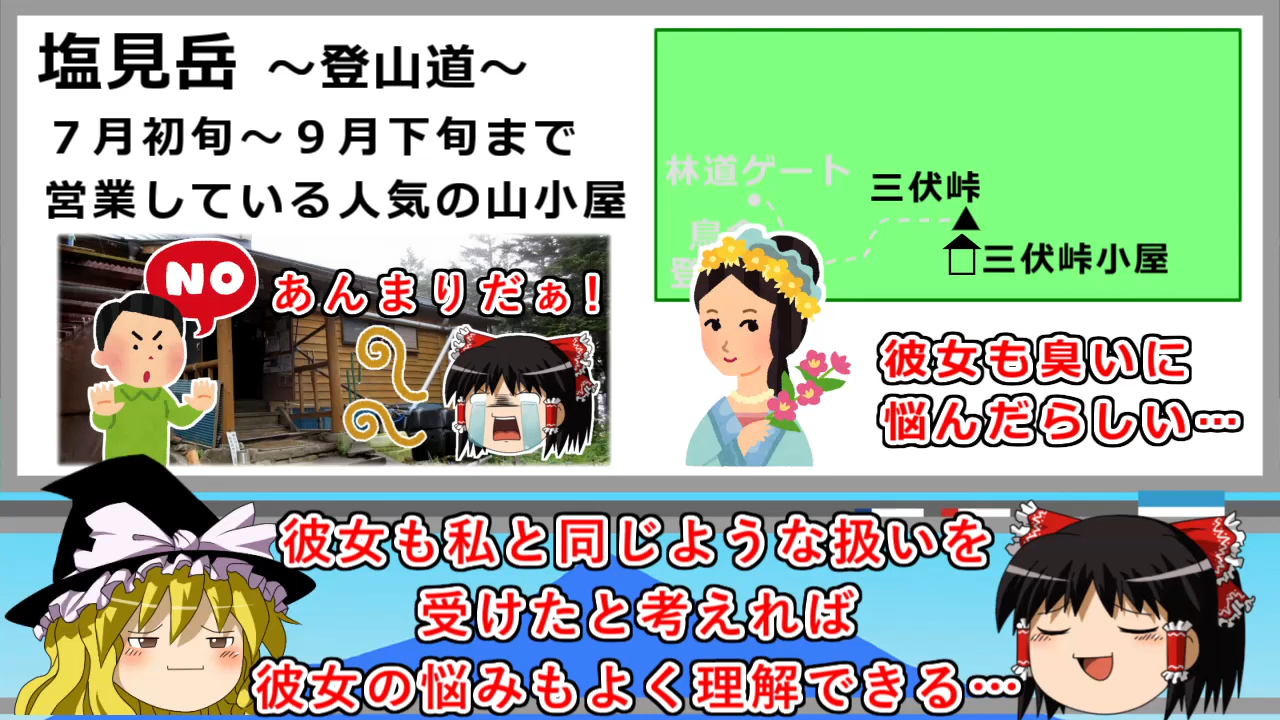 塩見岳 ～登山道～
７月初旬～９月下旬まで
営業している人気の山小屋
NO
あんまりだぁ！
林道ゲート
三伏峠
鳥
登
三伏峠小屋
彼女も臭いに
悩んだらしい…
彼女も私と同じような扱いを
受けたと考えれば
彼女の悩みもよく理解できる…